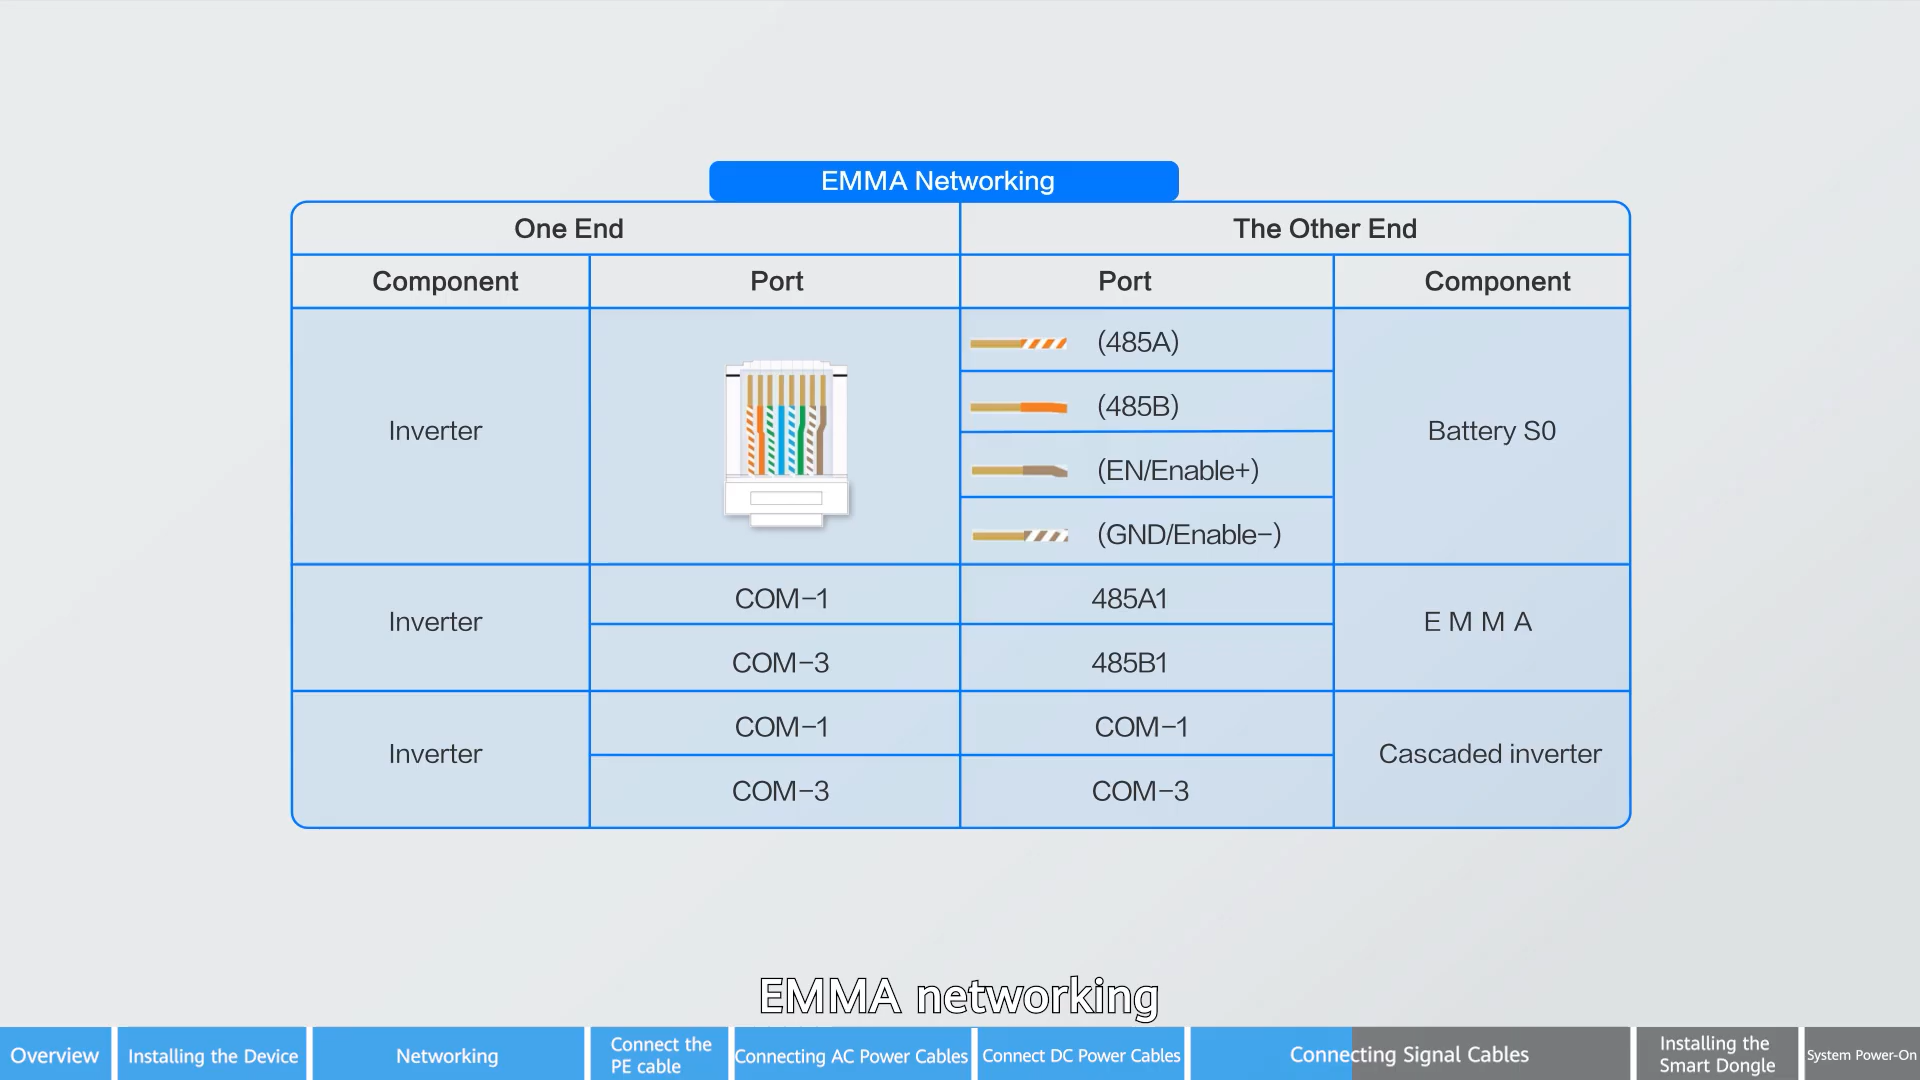 EMMA Networking
One End
The Other End
Component
Port
Port
Component
Inverter
(485A)
(485B)
(EN/Enable+)
(GND/Enable-)
Battery S0
Inverter
COM-1
485A1
COM-3
485B1
E M M A
Inverter
COM-1
COM-1
COM-3
COM-3
Cascaded inverter
EMMA networking
Overview
Installing the Device
Networking
Connect the
PE cable
Connecting AC Power Cables
Connect DC Power Cables
Connecting Signal Cables
Installing the
Smart Dongle
System Power-On